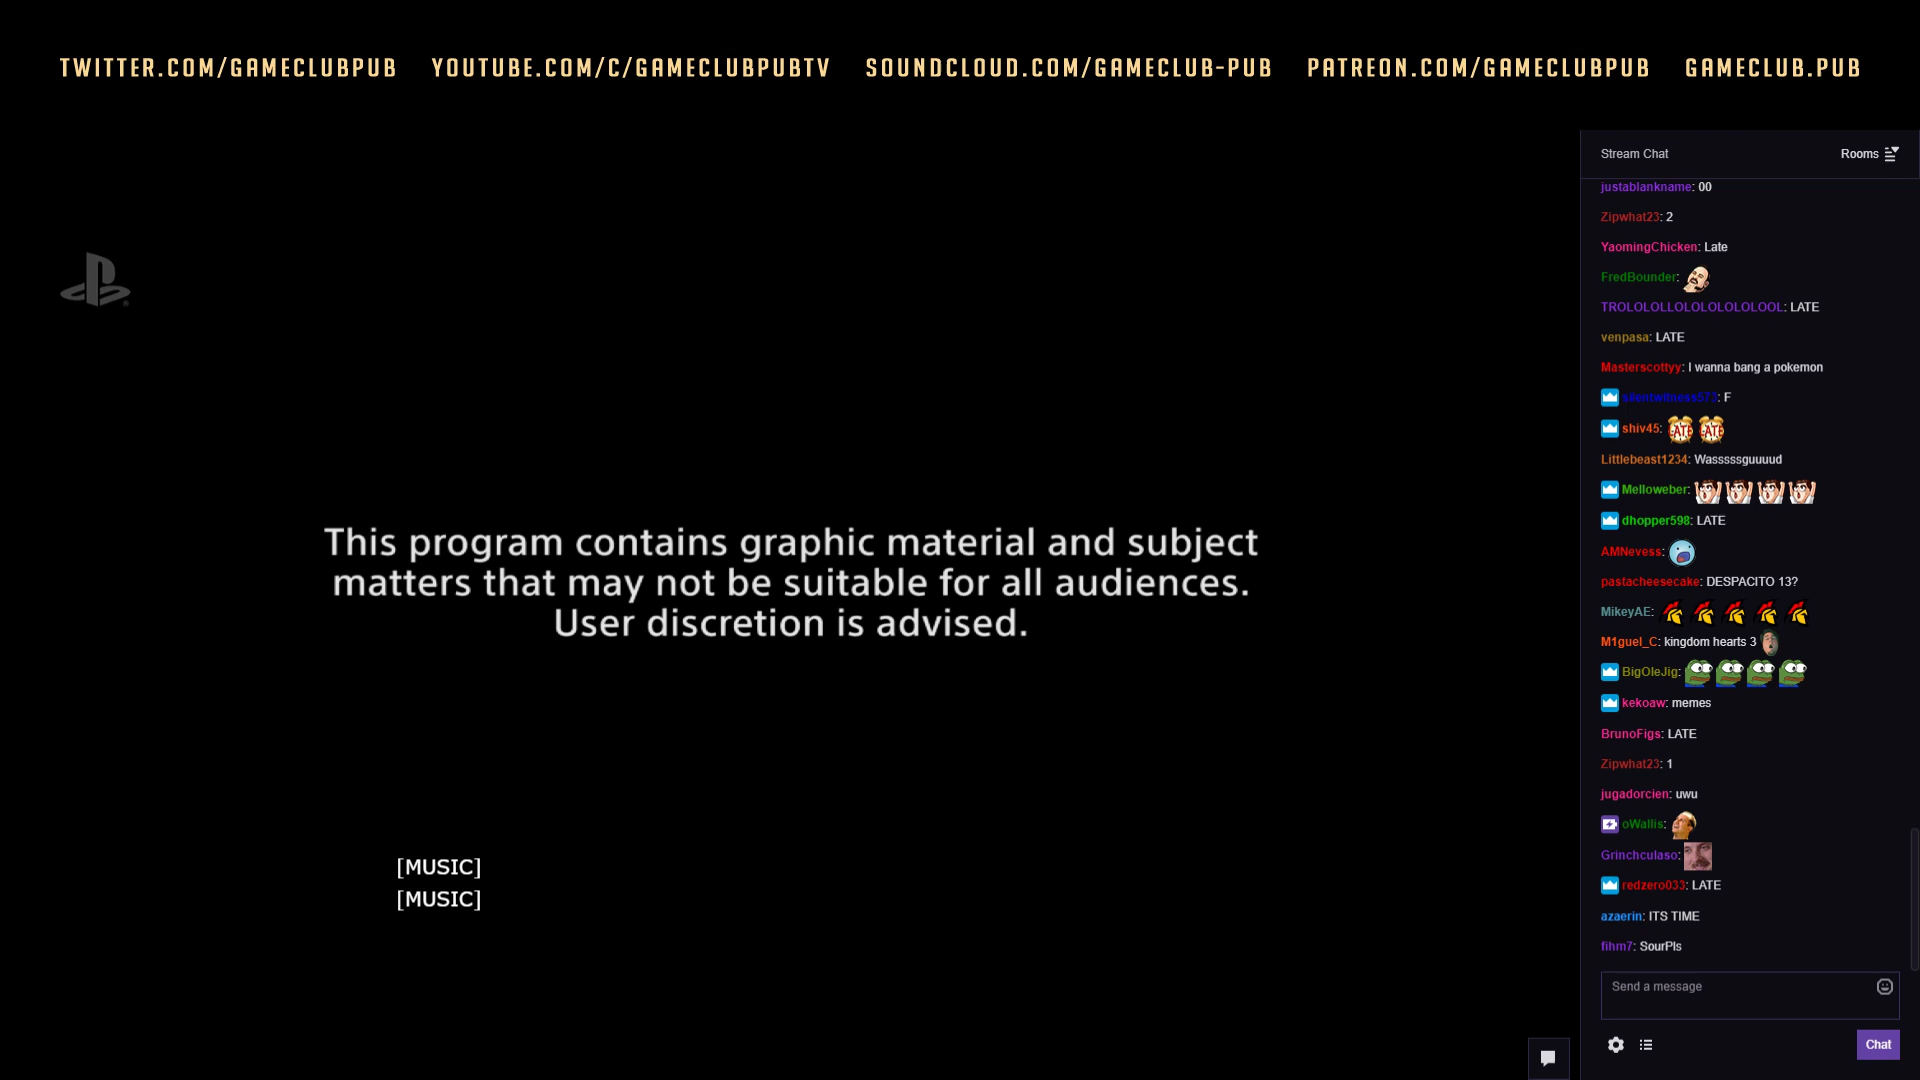 TWITTER.COM/GAMECLUBPUB YOUTUBE.COM/C/GAMECLUBPUBTV SOUNDCLOUD.COM/GAMECLUB-PUB PATREON.COM/GAMECLUBPUB GAMECLUB.PUB
This program contains graphic material and subject
matters that may not be suitable for all audiences.
User discretion is advised.
[MUSIC]
[MUSIC]
Stream Chat Rooms
justablankname: 00
Zipwhat23: 2
YaomingChicken: Late
FredBounder:
TROLOLOLLOLOLOLOLOLOOL: LATE
venpasa: LATE
Masterscottyy: I wanna bang a pokemon
silentwitness573: F
shiv45: LATE LATE
Littlebeast1234: Wasssssguuuud
Melloweber:
dhopper598: LATE
AMNevess:
pastacheesecake: DESPACITO 13?
MikeyAE:
M1guel_C: kingdom hearts 3
BigOleJig:
kekoaw: memes
BrunoFigs: LATE
Zipwhat23: 1
jugadorcien: uwu
oWallis:
Grinchculaso:
redzero033: LATE
azaerin: ITS TIME
fihm7: SourPls
Send a message
Chat